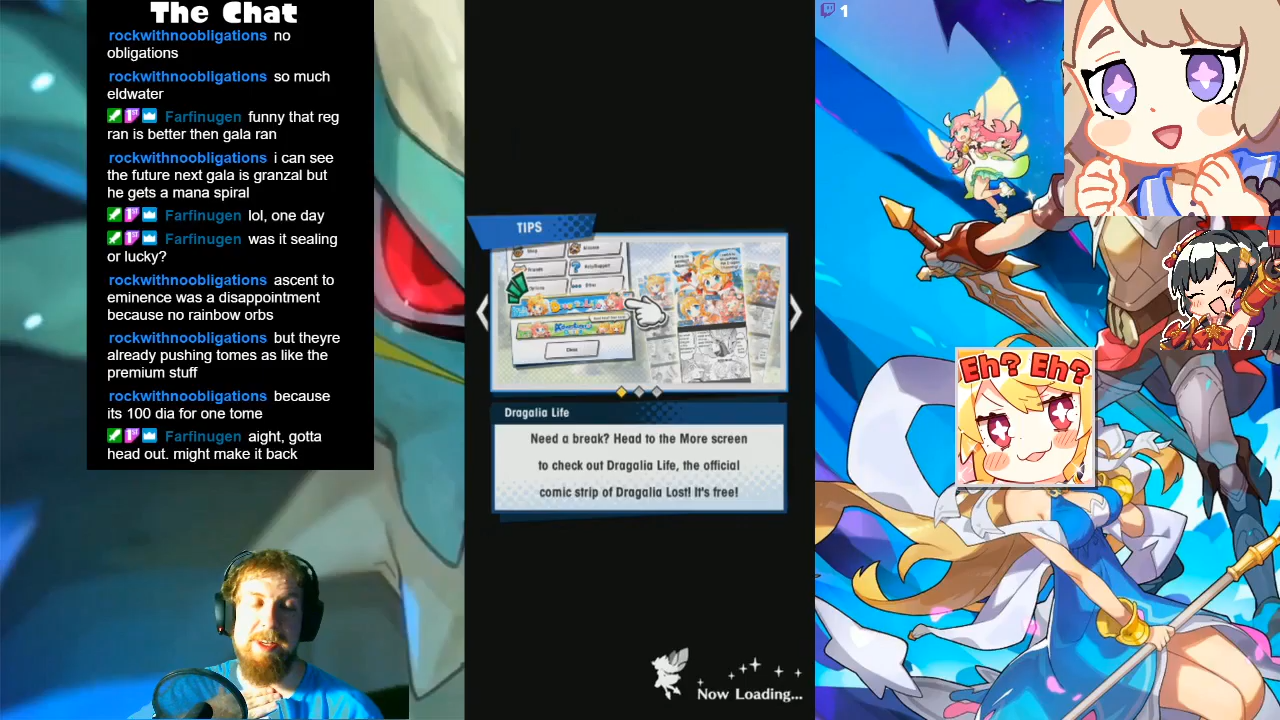 The Chat
rockwithnoobligations no
obligations
rockwithnoobligations so much
eldwater
Farfinugen funny that reg
ran is better then gala ran
rockwithnoobligations i can see
the future next gala is granzal but
he gets a mana spiral
Farfinugen lol, one day
Farfinugen was it sealing
or lucky?
rockwithnoobligations ascent to
eminence was a disappointment
because no rainbow orbs
rockwithnoobligations but theyre
already pushing tomes as like the
premium stuff
rockwithnoobligations because
its 100 dia for one tome
Farfinugen aight, gotta
head out. might make it back
TIPS
Close
Dragalia Life
Need a break? Head to the More screen
to check out Dragalia Life, the official
comic strip of Dragalia Lost! It's free!
Now Loading...
1
Eh? Eh?